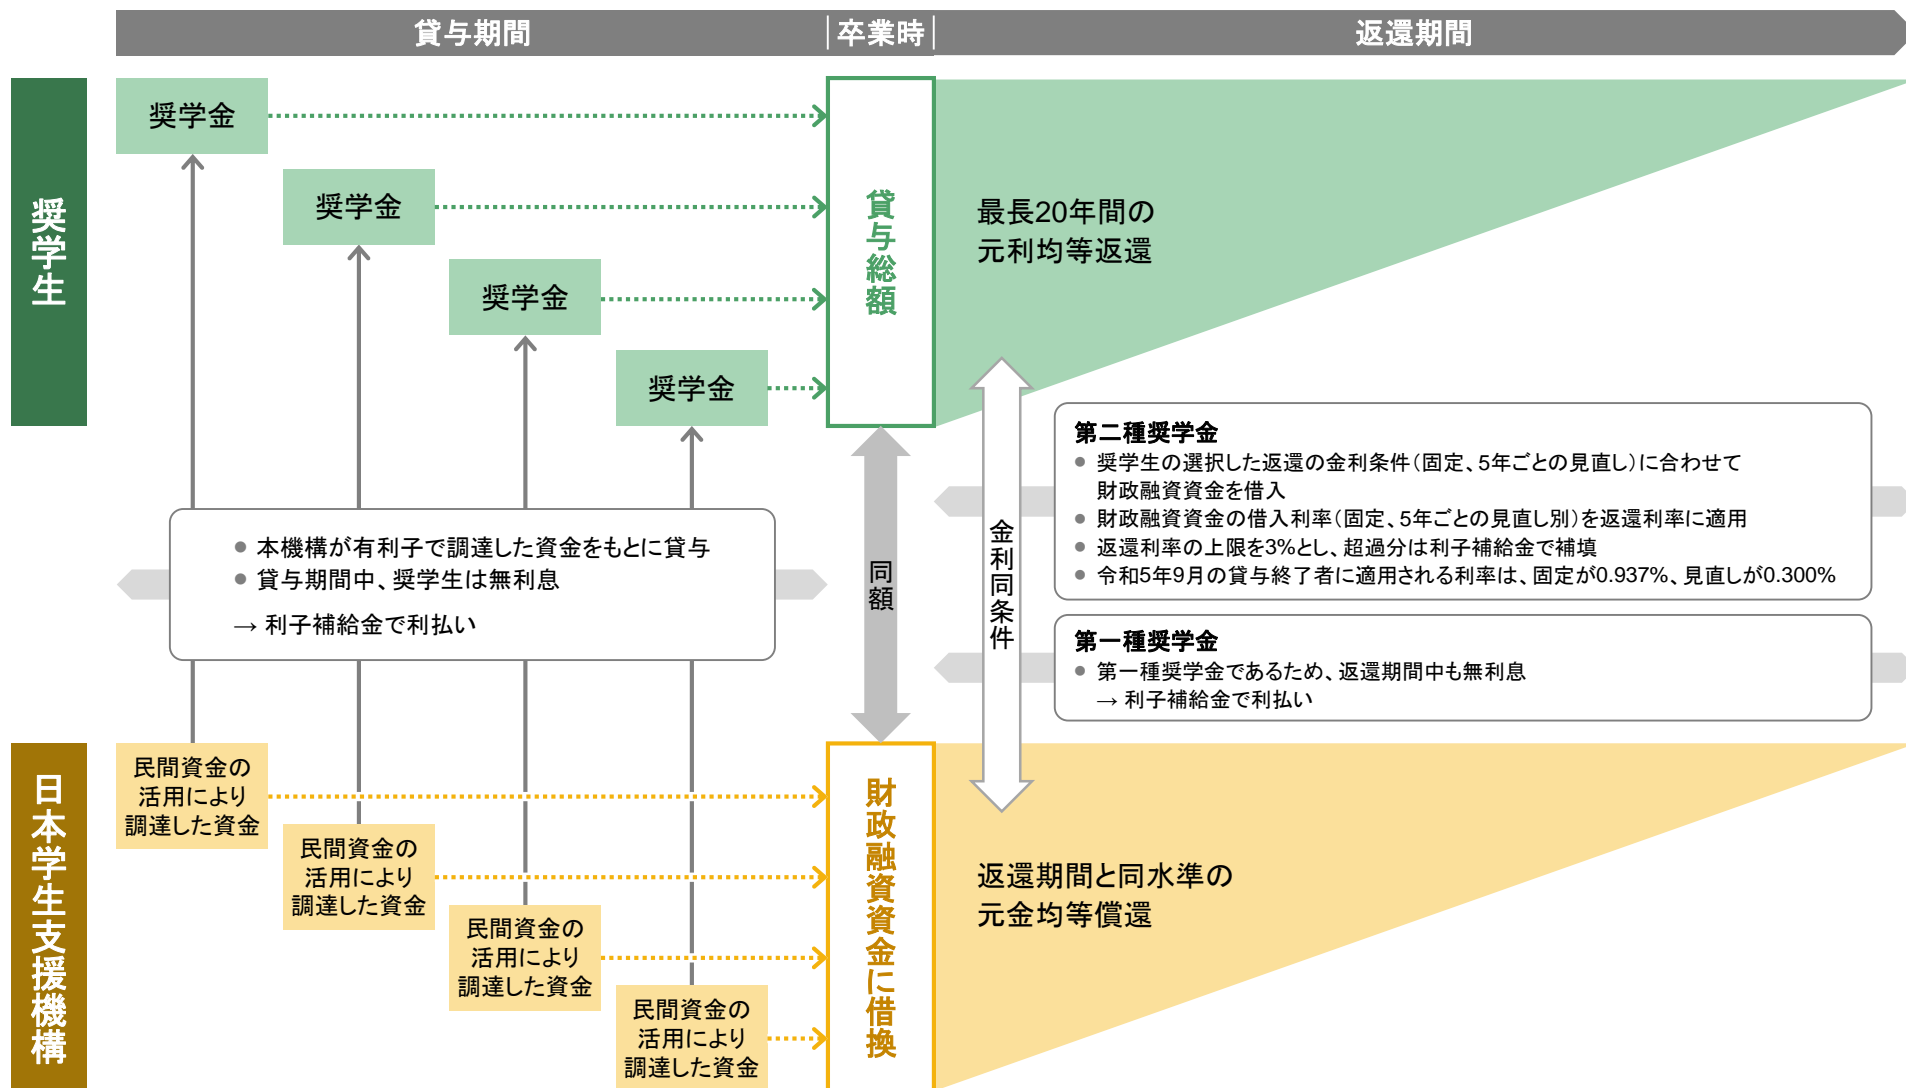 貸与期間
卒業時
返還期間
奨学生
奨学金
奨学金
奨学金
奨学金
貸与総額
最長20年間の
元利均等返還
本機構が有利子で調達した資金をもとに貸与
貸与期間中、奨学生は無利息
→ 利子補給金で利払い
同額
金利同条件
第二種奨学金
奨学生の選択した返還の金利条件（固定、5年ごとの見直し）に合わせて
財政融資資金を借入
財政融資資金の借入利率（固定、5年ごとの見直し別）を返還利率に適用
返還利率の上限を3%とし、超過分は利子補給金で補填
令和5年9月の貸与終了者に適用される利率は、固定が0.937%、見直しが0.300%
第一種奨学金
第一種奨学金であるため、返還期間中も無利息
→ 利子補給金で利払い
日本学生支援機構
民間資金の
活用により
調達した資金
民間資金の
活用により
調達した資金
民間資金の
活用により
調達した資金
民間資金の
活用により
調達した資金
財政融資資金に借換
返還期間と同水準の
元金均等償還